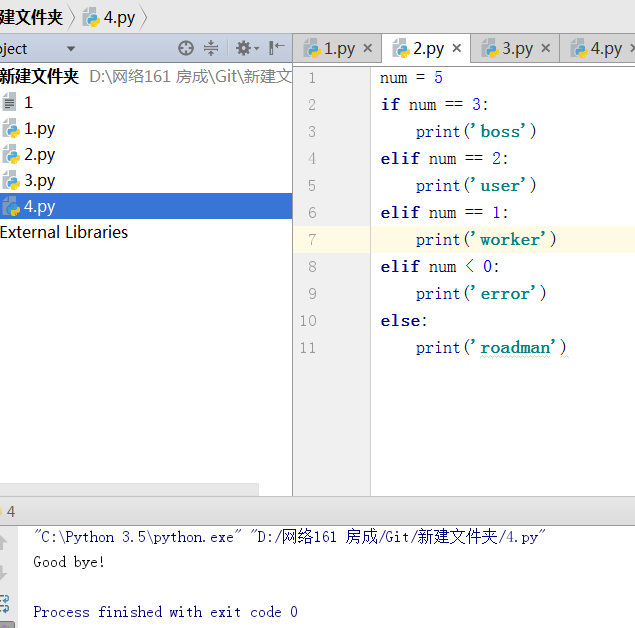 建文件夹 4.py
oject
1.py 2.py 3.py 4.py
新建文件夹 D:\网络161 房成\Git\新建文
1
1.py
2.py
3.py
4.py
External Libraries
1 num = 5
2 if num == 3:
3 print('boss')
4 elif num == 2:
5 print('user')
6 elif num == 1:
7 print('worker')
8 elif num < 0:
9 print('error')
10 else:
11 print('roadman')
4
"C:\Python 3.5\python.exe" "D:/网络161 房成/Git/新建文件夹/4.py"
Good bye!
Process finished with exit code 0